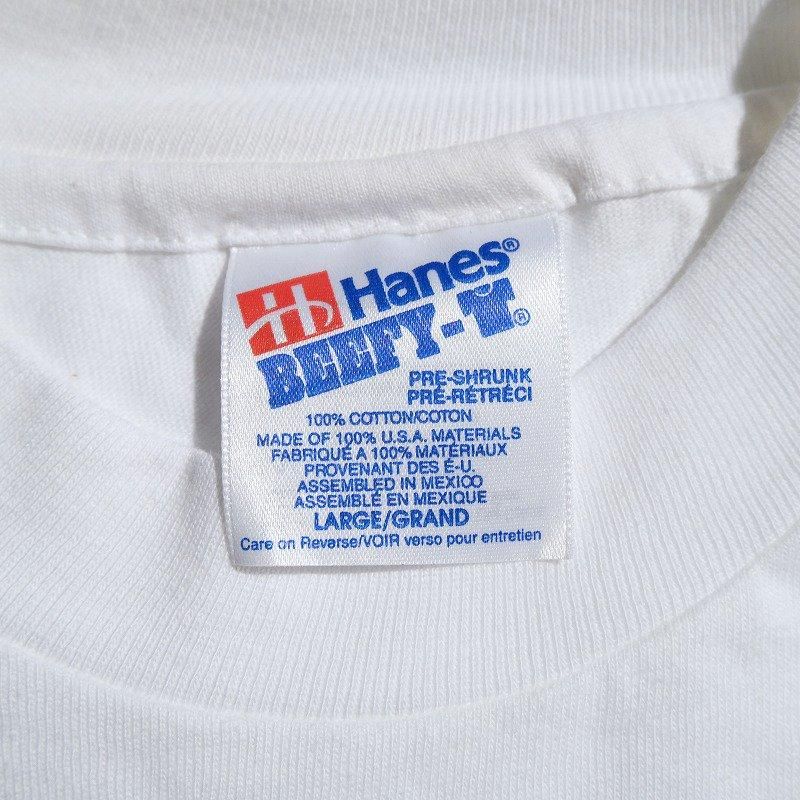 Hanes®
BEEFY-T®
PRE-SHRUNK
PRÉ-RÉTRÉCI
100% COTTON/COTON
MADE OF 100% U.S.A. MATERIALS
FABRIQUÉ A 100% MATÉRIAUX
PROVENANT DES É-U.
ASSEMBLED IN MEXICO
ASSEMBLÉ EN MEXIQUE
LARGE/GRAND
Care on Reverse/VOIR verso pour entretien